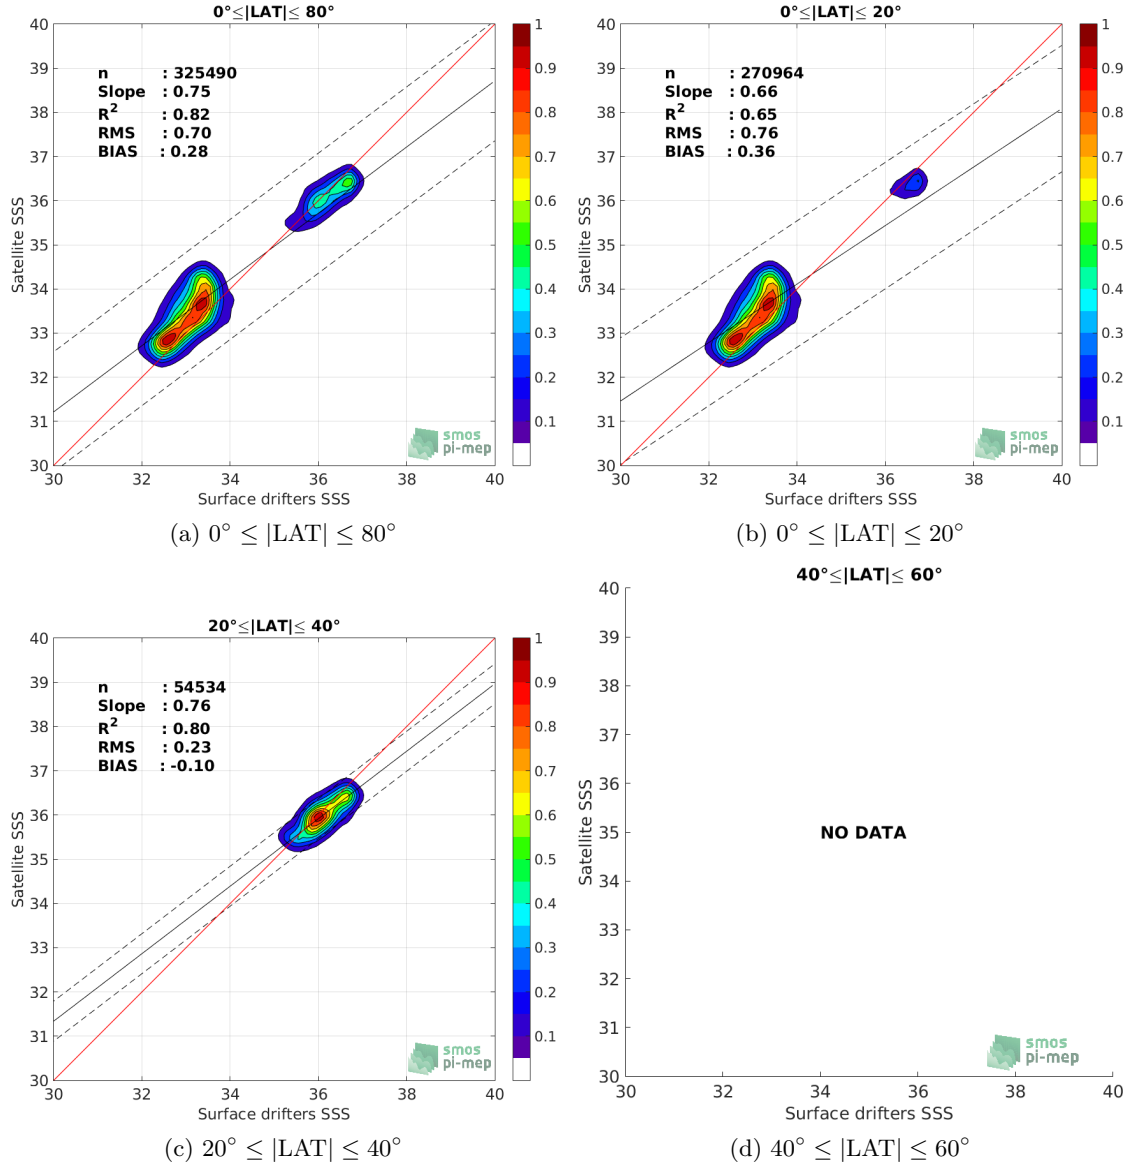 0°≤|LAT|≤ 80°
n : 325490
Slope : 0.75
R2 : 0.82
RMS : 0.70
BIAS : 0.28
40
39
38
37
36
35
34
33
32
31
30
Satellite SSS
30 32 34 36 38 40
Surface drifters SSS
smos
pi-mep
1
0.9
0.8
0.7
0.6
0.5
0.4
0.3
0.2
0.1
(a) 0° ≤ |LAT| ≤ 80°
0°≤|LAT|≤ 20°
n : 270964
Slope : 0.66
R2 : 0.65
RMS : 0.76
BIAS : 0.36
40
39
38
37
36
35
34
33
32
31
30
Satellite SSS
30 32 34 36 38 40
Surface drifters SSS
smos
pi-mep
1
0.9
0.8
0.7
0.6
0.5
0.4
0.3
0.2
0.1
(b) 0° ≤ |LAT| ≤ 20°
20°≤|LAT|≤ 40°
n : 54534
Slope : 0.76
R2 : 0.80
RMS : 0.23
BIAS : -0.10
40
39
38
37
36
35
34
33
32
31
30
Satellite SSS
30 32 34 36 38 40
Surface drifters SSS
smos
pi-mep
1
0.9
0.8
0.7
0.6
0.5
0.4
0.3
0.2
0.1
(c) 20° ≤ |LAT| ≤ 40°
40°≤|LAT|≤ 60°
40
39
38
37
36
35
34
33
32
31
30
Satellite SSS
NO DATA
30 32 34 36 38 40
Surface drifters SSS
smos
pi-mep
(d) 40° ≤ |LAT| ≤ 60°